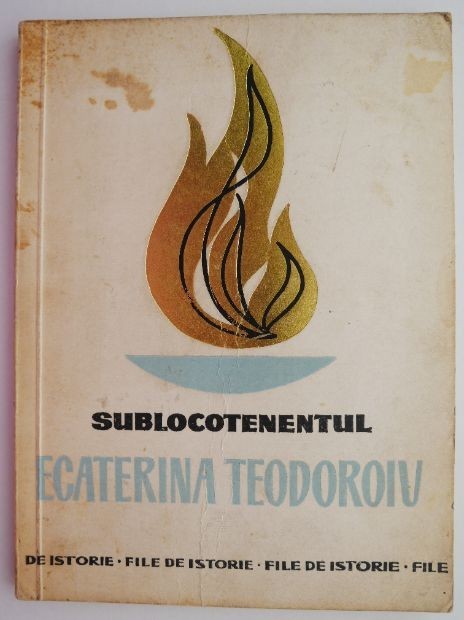 SUBLOCOTENENTUL
ECATERINA TEODOROIU
DE ISTORIE · FILE DE ISTORIE · FILE DE ISTORIE · FILE